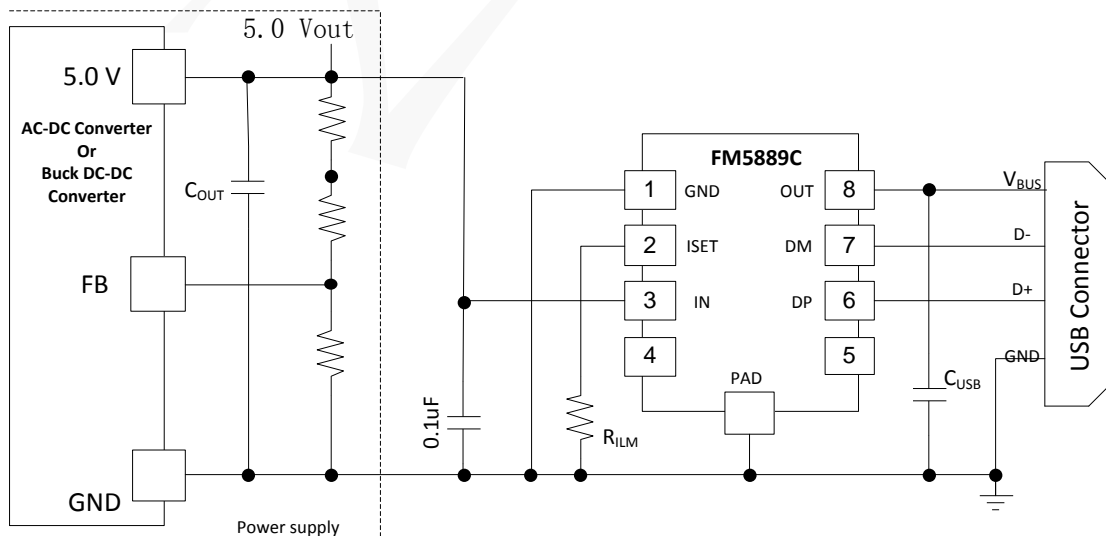 5.0 Vout
5.0 V
AC-DC Converter
Or
Buck DC-DC
Converter
COUT
FB
GND
Power supply
0.1uF
RILM
FM5889C
1
GND
2
ISET
3
IN
4
OUT
8
DM
7
DP
6
5
PAD
VBUS
D-
D+
GND
CUSB
USB Connector